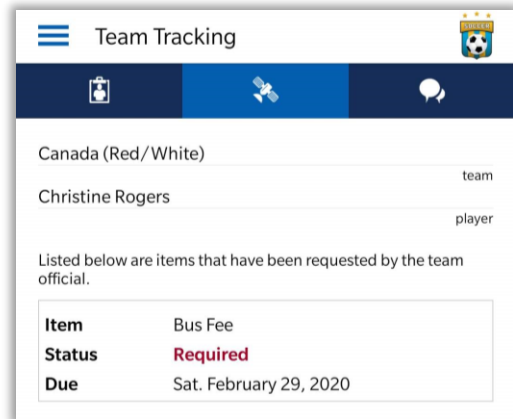 Team Tracking
SOCCER
Canada (Red/White)
team
Christine Rogers
player
Listed below are items that have been requested by the team
official.
Item Bus Fee
Status Required
Due Sat. February 29, 2020